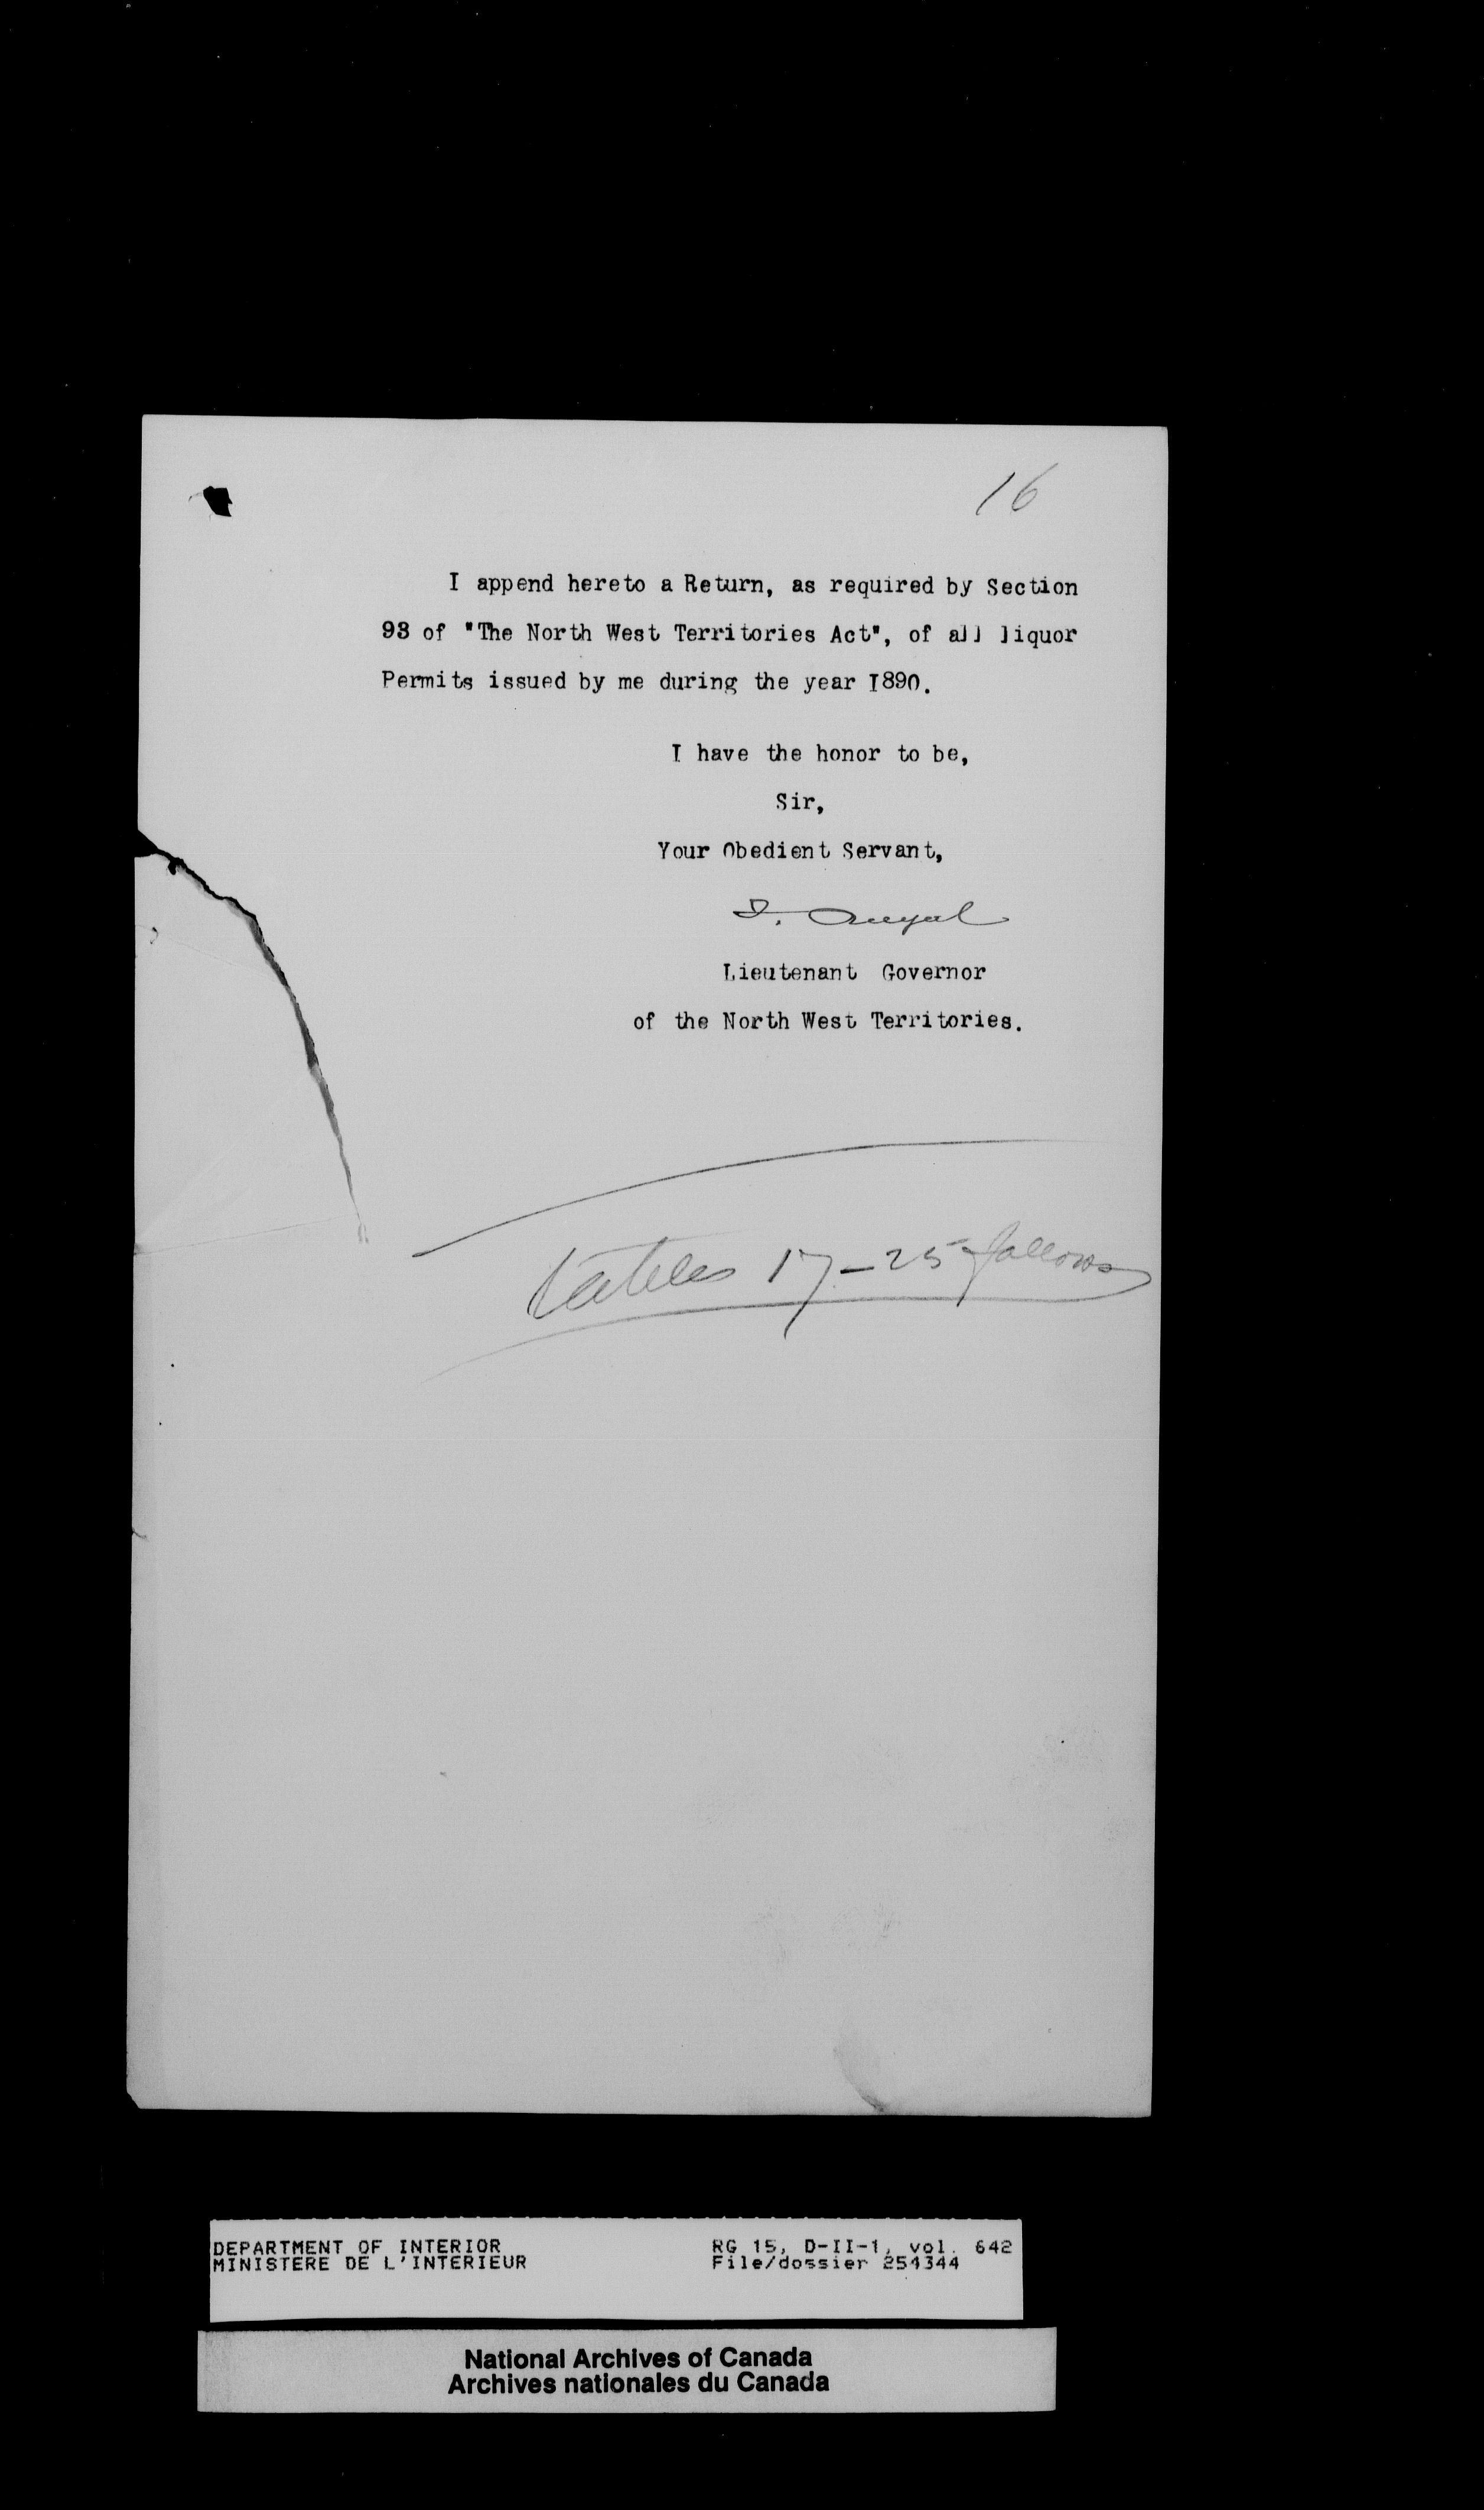 16
I append hereto a Return, as required by Section
93 of "The North West Territories Act", of all liquor
Permits issued by me during the year 1890.
I have the honor to be,
Sir,
Your Obedient Servant,
Lieutenant Governor
of the North West Territories.
tables 17-25 follows
DEPARTMENT OF INTERIOR RG 15, D-II-1, vol. 642
MINISTERE DE L'INTERIEUR File/dossier 254344
National Archives of Canada
Archives nationales du Canada